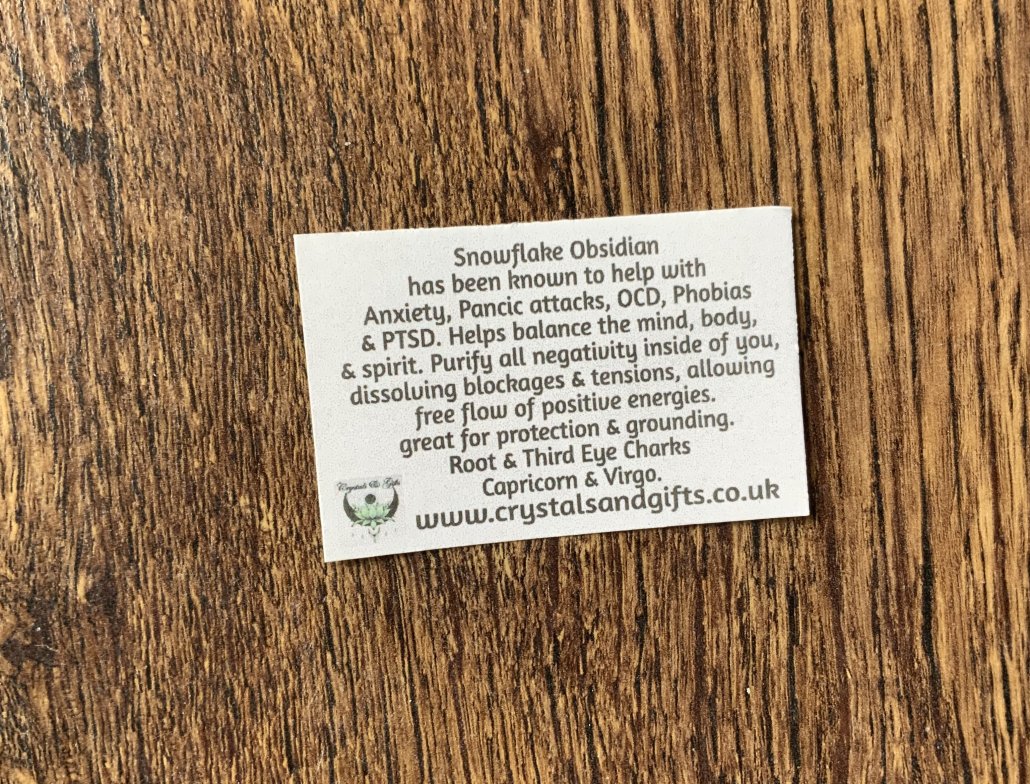 Snowflake Obsidian
has been known to help with
Anxiety, Pancic attacks, OCD, Phobias
& PTSD. Helps balance the mind, body,
& spirit. Purify all negativity inside of you,
dissolving blockages & tensions, allowing
free flow of positive energies.
great for protection & grounding.
Root & Third Eye Charks
Capricorn & Virgo.
Crystals & Gifts
www.crystalsandgifts.co.uk